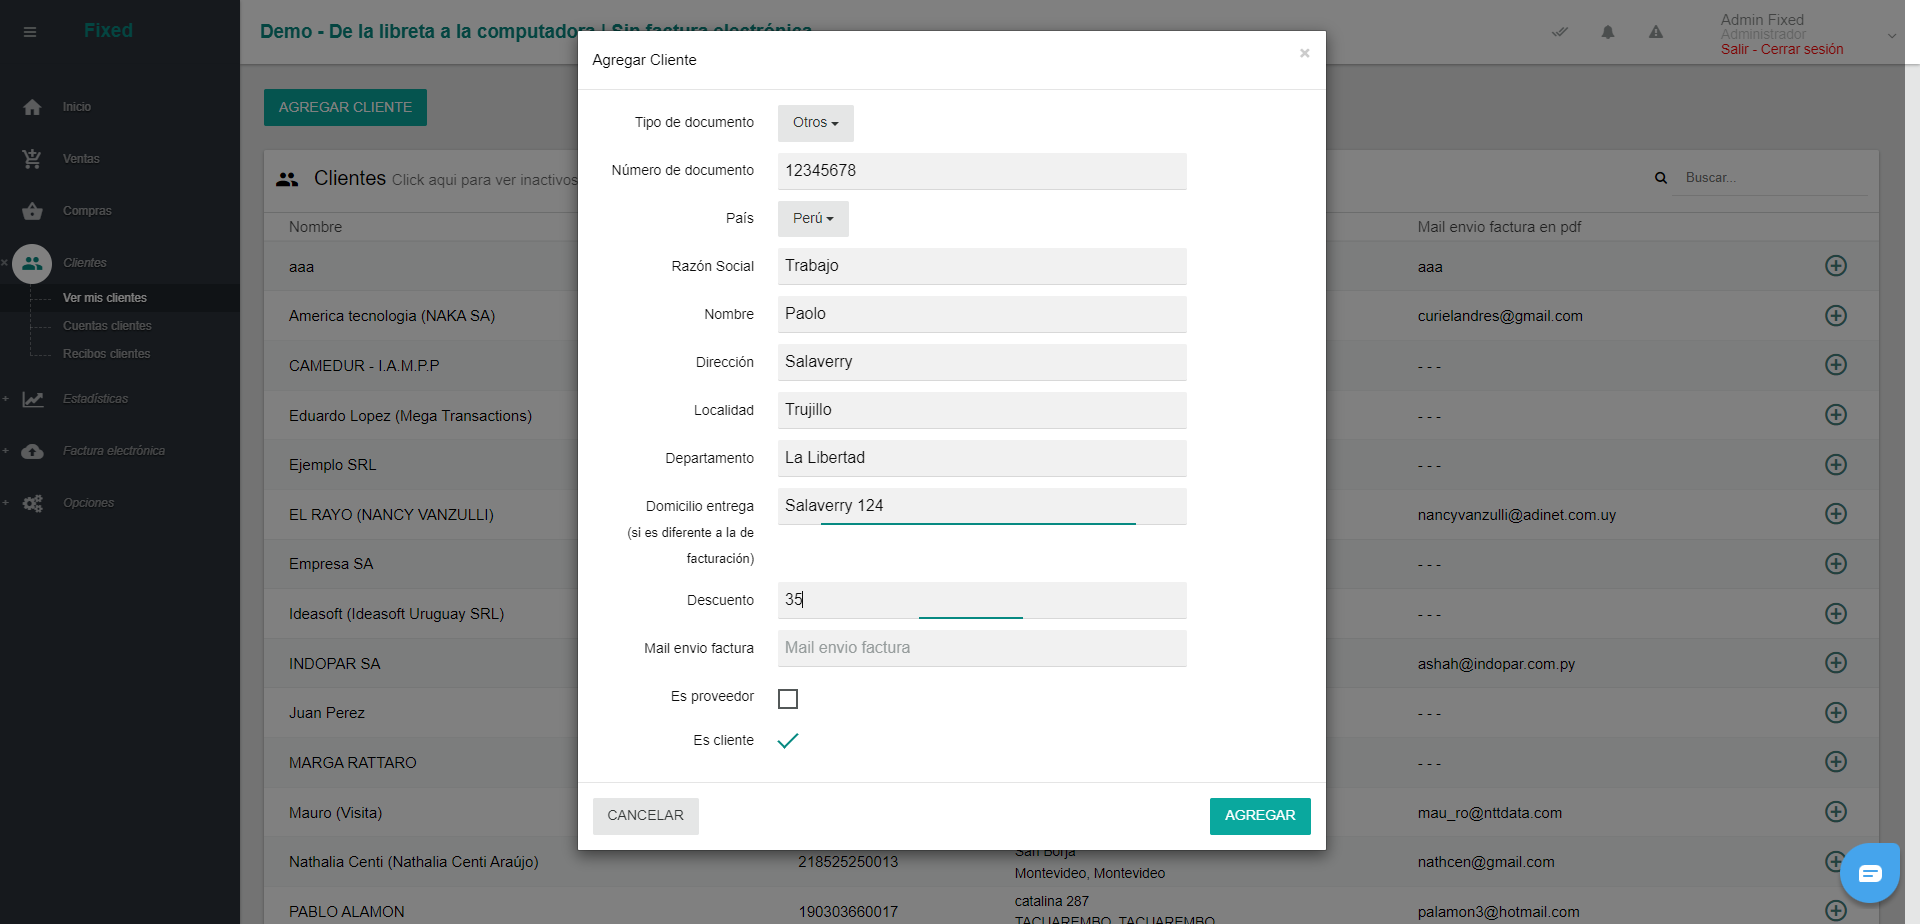 Fixed
Demo - De la libreta a la computadora | Sin factura electrónica
Admin Fixed
Administrador
Salir - Cerrar sesión
Inicio
Ventas
Compras
Clientes
Ver mis clientes
Cuentas clientes
Recibos clientes
Estadísticas
Factura electrónica
Opciones
AGREGAR CLIENTE
Clientes Click aqui para ver inactivos
Buscar...
Nombre
Mail envio factura en pdf
aaa
aaa
America tecnologia (NAKA SA)
curielandres@gmail.com
CAMEDUR - I.A.M.P.P
- - -
Eduardo Lopez (Mega Transactions)
- - -
Ejemplo SRL
- - -
EL RAYO (NANCY VANZULLI)
nancyvanzulli@adinet.com.uy
Empresa SA
- - -
Ideasoft (Ideasoft Uruguay SRL)
- - -
INDOPAR SA
ashah@indopar.com.py
Juan Perez
- - -
MARGA RATTARO
- - -
Mauro (Visita)
mau_ro@nttdata.com
Nathalia Centi (Nathalia Centi Araújo)
218525250013
San Borja
Montevideo, Montevideo
nathcen@gmail.com
PABLO ALAMON
190303660017
catalina 287
TACUAREMBO, TACUAREMBO
palamon3@hotmail.com
Agregar Cliente
×
Tipo de documento
Otros
Número de documento
12345678
País
Perú
Razón Social
Trabajo
Nombre
Paolo
Dirección
Salaverry
Localidad
Trujillo
Departamento
La Libertad
Domicilio entrega
(si es diferente a la de
facturación)
Salaverry 124
Descuento
35
Mail envio factura
Mail envio factura
Es proveedor
Es cliente
CANCELAR
AGREGAR